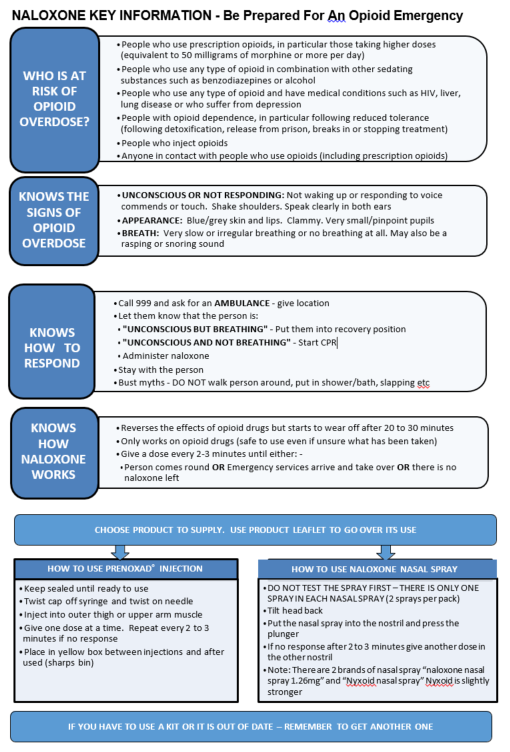 NALOXONE KEY INFORMATION - Be Prepared For An Opioid Emergency
WHO IS AT
RISK OF
OPIOID
OVERDOSE?
•People who use prescription opioids, in particular those taking higher doses
(equivalent to 50 milligrams of morphine or more per day)
•People who use any type of opioid in combination with other sedating
substances such as benzodiazepines or alcohol
•People who use any type of opioid and have medical conditions such as HIV, liver,
lung disease or who suffer from depression
•People with opioid dependence, in particular following reduced tolerance
(following detoxification, release from prison, breaks in or stopping treatment)
•People who inject opioids
•Anyone in contact with people who use opioids (including prescription opioids)
KNOWS THE
SIGNS OF
OPIOID
OVERDOSE
•UNCONSCIOUS OR NOT RESPONDING: Not waking up or responding to voice
commends or touch. Shake shoulders. Speak clearly in both ears
•APPEARANCE: Blue/grey skin and lips. Clammy. Very small/pinpoint pupils
•BREATH: Very slow or irregular breathing or no breathing at all. May also be a
rasping or snoring sound
KNOWS
HOW TO
RESPOND
•Call 999 and ask for an AMBULANCE - give location
•Let them know that the person is:
•"UNCONSCIOUS BUT BREATHING" - Put them into recovery position
•"UNCONSCIOUS AND NOT BREATHING" - Start CPR
•Administer naloxone
•Stay with the person
•Bust myths - DO NOT walk person around, put in shower/bath, slapping etc
KNOWS
HOW
NALOXONE
WORKS
•Reverses the effects of opioid drugs but starts to wear off after 20 to 30 minutes
•Only works on opioid drugs (safe to use even if unsure what has been taken)
•Give a dose every 2-3 minutes until either: -
•Person comes round OR Emergency services arrive and take over OR there is no
naloxone left
CHOOSE PRODUCT TO SUPPLY. USE PRODUCT LEAFLET TO GO OVER ITS USE
HOW TO USE PRENOXAD® INJECTION
•Keep sealed until ready to use
•Twist cap off syringe and twist on needle
•Inject into outer thigh or upper arm muscle
•Give one dose at a time. Repeat every 2 to 3
minutes if no response
•Place in yellow box between injections and after
used (sharps bin)
HOW TO USE NALOXONE NASAL SPRAY
•DO NOT TEST THE SPRAY FIRST – THERE IS ONLY ONE
SPRAY IN EACH NASAL SPRAY (2 sprays per pack)
•Tilt head back
•Put the nasal spray into the nostril and press the
plunger
•If no response after 2 to 3 minutes give another dose in
the other nostril
•Note: There are 2 brands of nasal spray "naloxone nasal
spray 1.26mg" and "Nyxoid nasal spray" Nyxoid is slightly
stronger
IF YOU HAVE TO USE A KIT OR IT IS OUT OF DATE – REMEMBER TO GET ANOTHER ONE